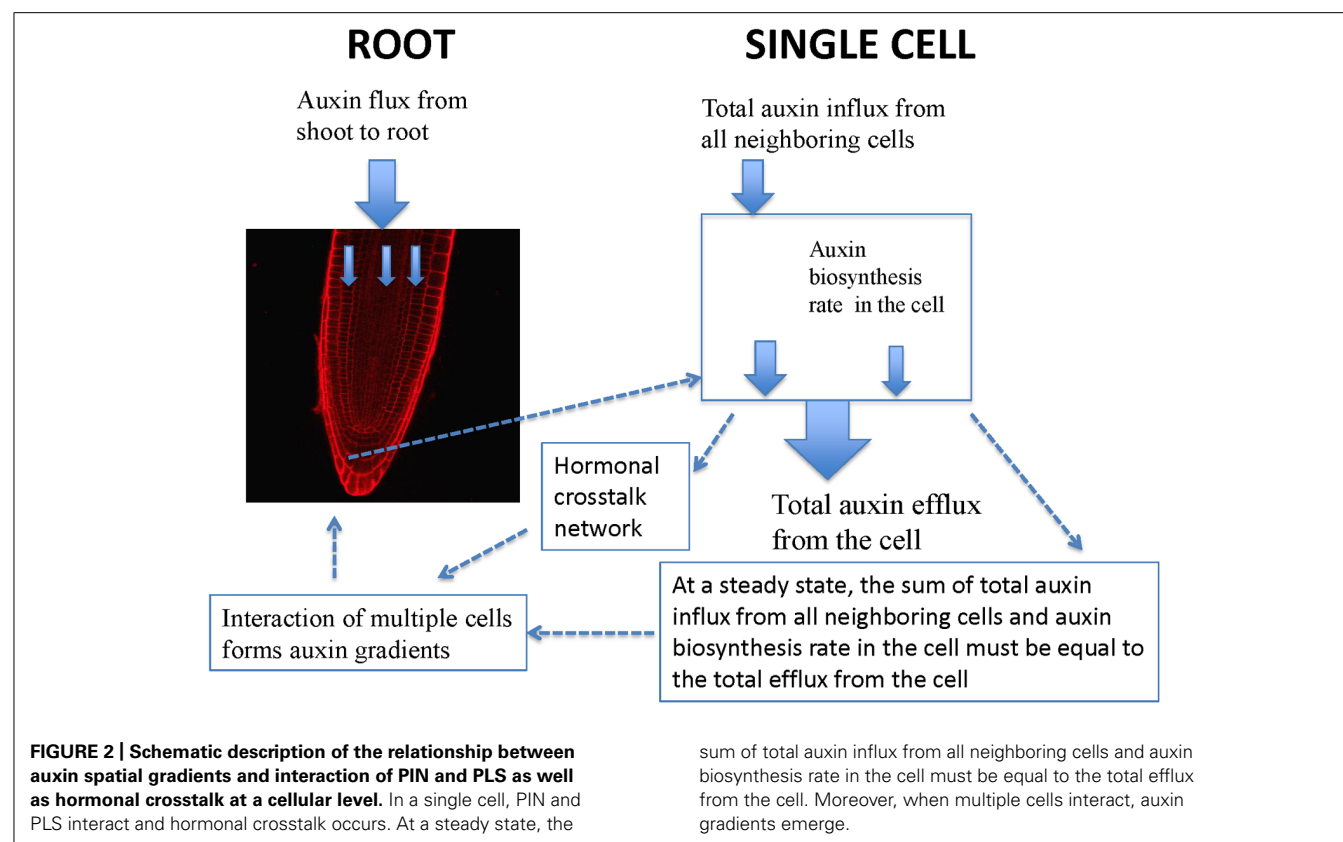 ROOT
SINGLE CELL
Auxin flux from
shoot to root
Total auxin influx from
all neighboring cells
Auxin
biosynthesis
rate in the cell
Hormonal
crosstalk
network
Total auxin efflux
from the cell
Interaction of multiple cells
forms auxin gradients
At a steady state, the sum of total auxin
influx from all neighboring cells and auxin
biosynthesis rate in the cell must be equal to
the total efflux from the cell
FIGURE 2 | Schematic description of the relationship between
auxin spatial gradients and interaction of PIN and PLS as well
as hormonal crosstalk at a cellular level. In a single cell, PIN and
PLS interact and hormonal crosstalk occurs. At a steady state, the
sum of total auxin influx from all neighboring cells and auxin
biosynthesis rate in the cell must be equal to the total efflux
from the cell. Moreover, when multiple cells interact, auxin
gradients emerge.